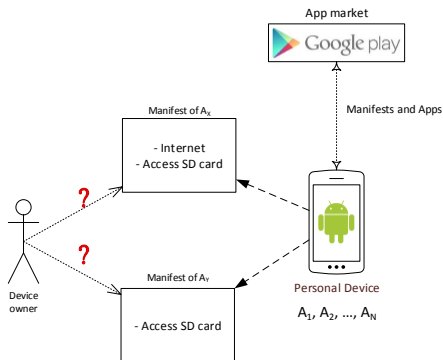 App market
Google play
Manifests and Apps
Manifest of Aₓ
- Internet
- Access SD card
?
?
Device
owner
Manifest of Aᵧ
- Access SD card
Personal Device
A₁, A₂, ..., Aₙ